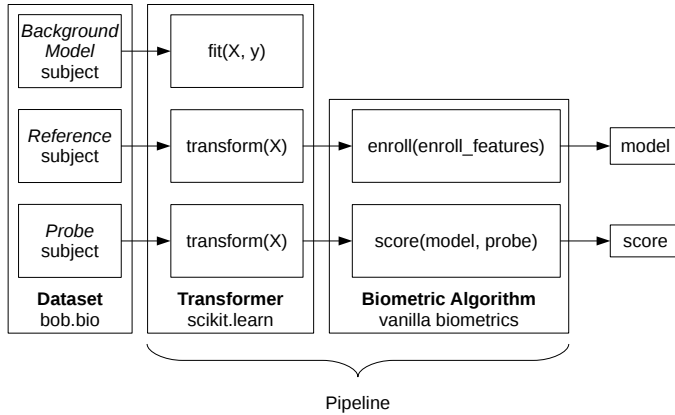 Background
Model
subject
fit(X, y)
Reference
subject
transform(X)
enroll(enroll_features)
model
Probe
subject
transform(X)
score(model, probe)
score
Dataset
bob.bio
Transformer
scikit.learn
Biometric Algorithm
vanilla biometrics
Pipeline